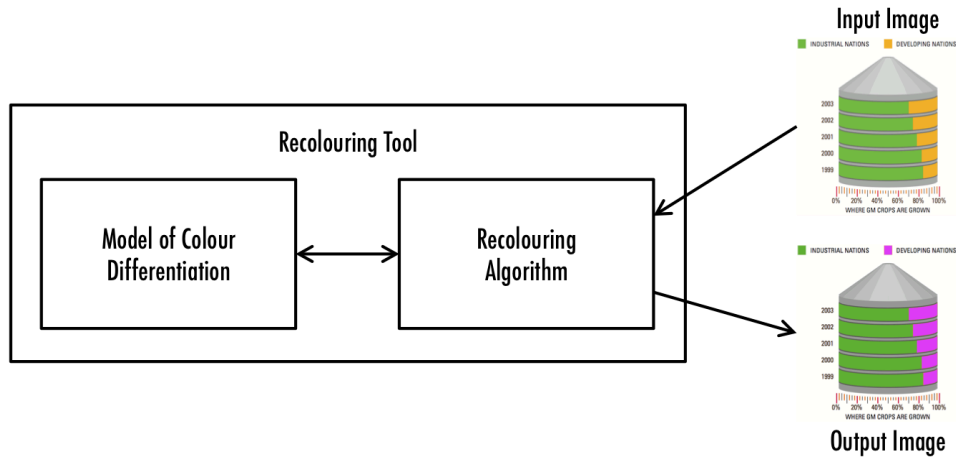 Input Image
INDUSTRIAL NATIONS DEVELOPING NATIONS
2003
2002
2001
2000
1999
0% 20% 40% 60% 80% 100%
WHERE GM CROPS ARE GROWN
Recolouring Tool
Model of Colour
Differentiation
Recolouring
Algorithm
INDUSTRIAL NATIONS DEVELOPING NATIONS
2003
2002
2001
2000
1999
0% 20% 40% 60% 80% 100%
WHERE GM CROPS ARE GROWN
Output Image